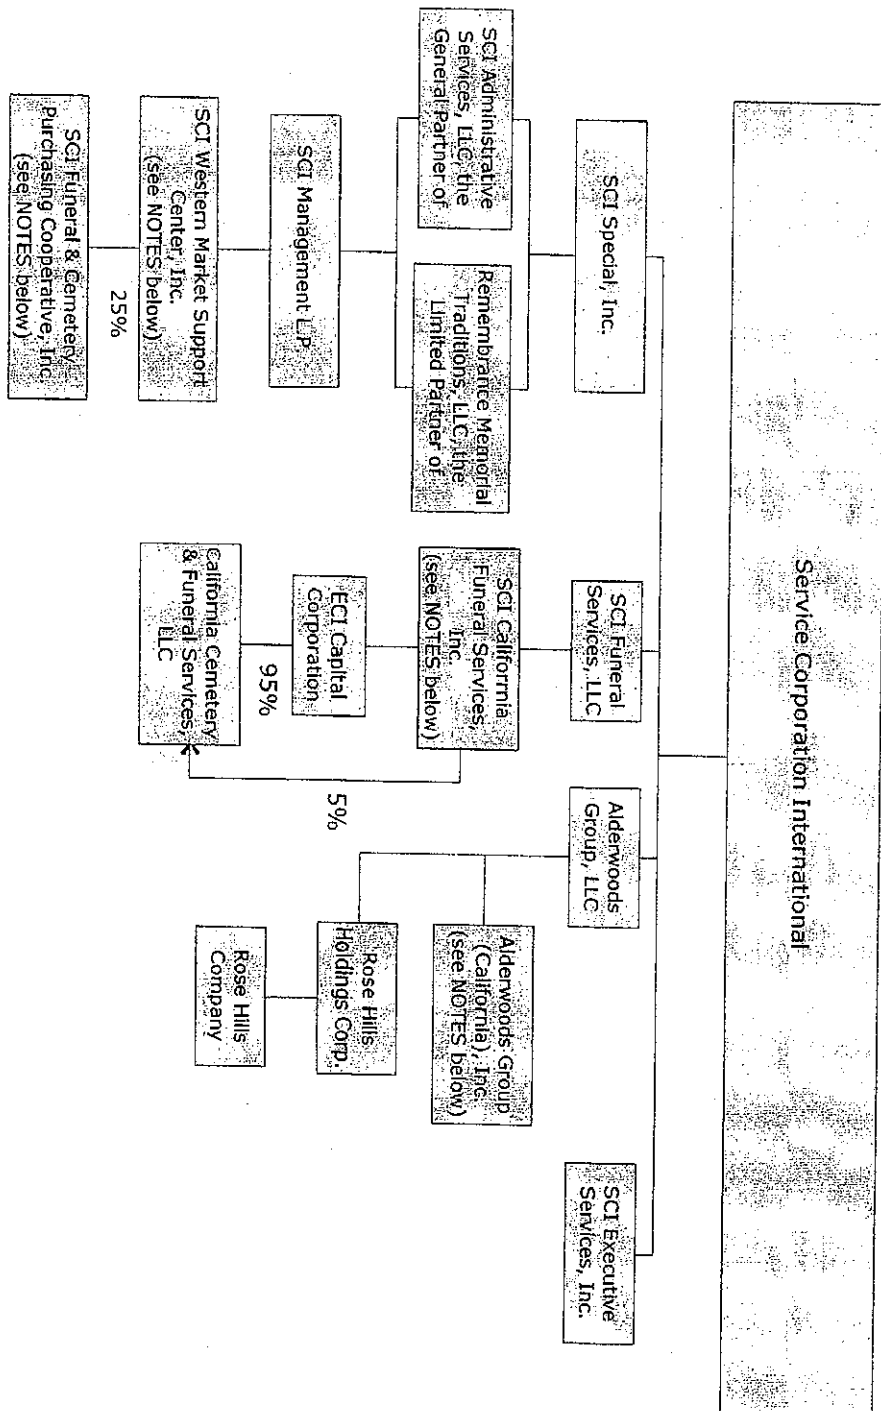 Service Corporation International
SCI Special, Inc.
SCI Administrative
Services, LLC, the
General Partner of
Remembrance Memorial
Traditions, LLC, the
Limited Partner of
SCI Management L.P
SCI Western Market Support
Center, Inc.
(see NOTES below)
25%
SCI Funeral & Cemetery
Purchasing Cooperative, Inc.
(see NOTES below)
SCI Funeral
Services, LLC
SCI California
Funeral Services,
Inc.
(see NOTES below)
ECI Capital
Corporation
95%
5%
California Cemetery
& Funeral Services,
LLC
Alderwoods
Group, LLC
Alderwoods Group
(California), Inc.
(see NOTES below)
Rose Hills
Holdings Corp.
Rose Hills
Company
SCI Executive
Services, Inc.